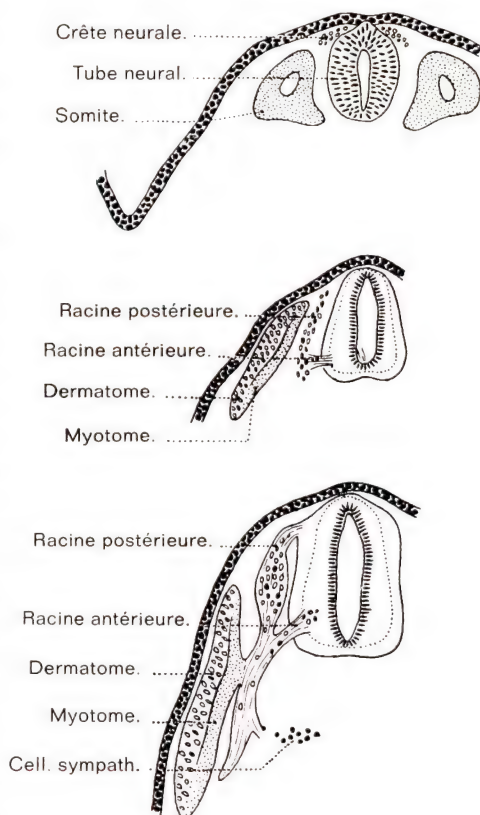 Crête neurale.
Tube neural.
Somite.
Racine postérieure.
Racine antérieure.
Dermatome.
Myotome.
Racine postérieure.
Racine antérieure.
Dermatome.
Myotome.
Cell. sympath.